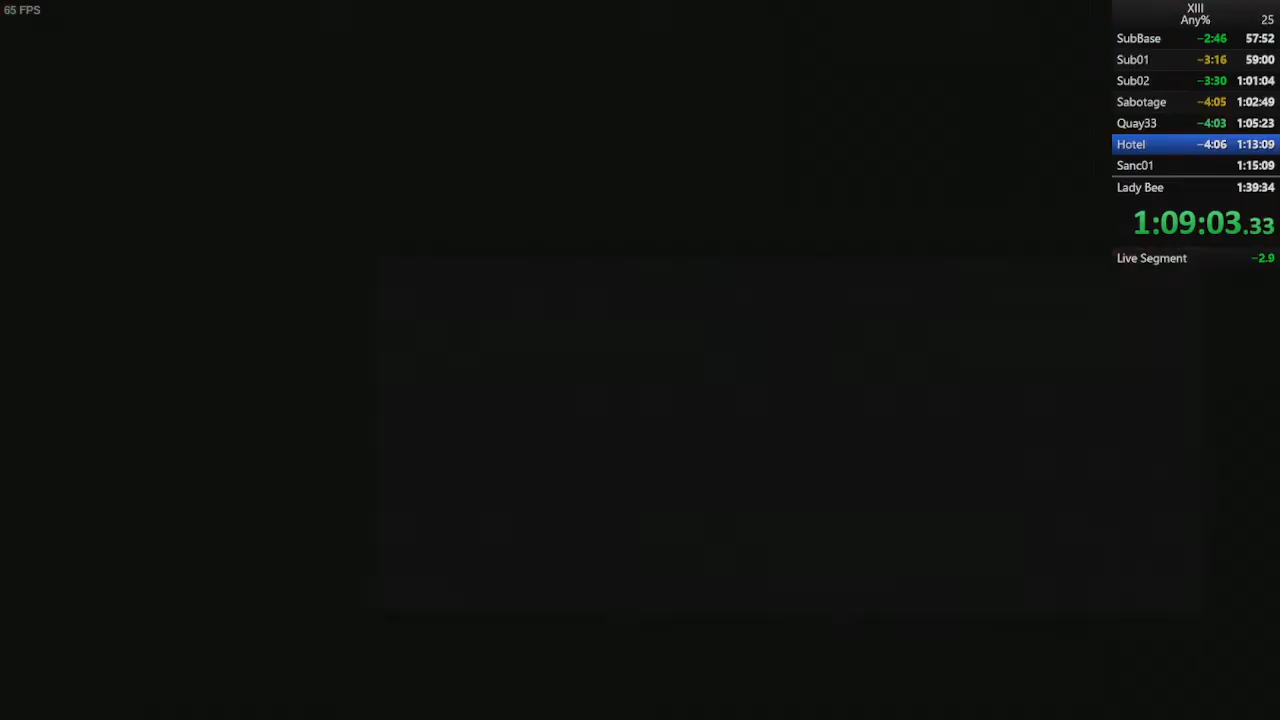 65 FPS
XIII
Any% 25
SubBase −2:46 57:52
Sub01 −3:16 59:00
Sub02 −3:30 1:01:04
Sabotage −4:05 1:02:49
Quay33 −4:03 1:05:23
Hotel −4:06 1:13:09
Sanc01 1:15:09
Lady Bee 1:39:34
1:09:03.33
Live Segment −2.9